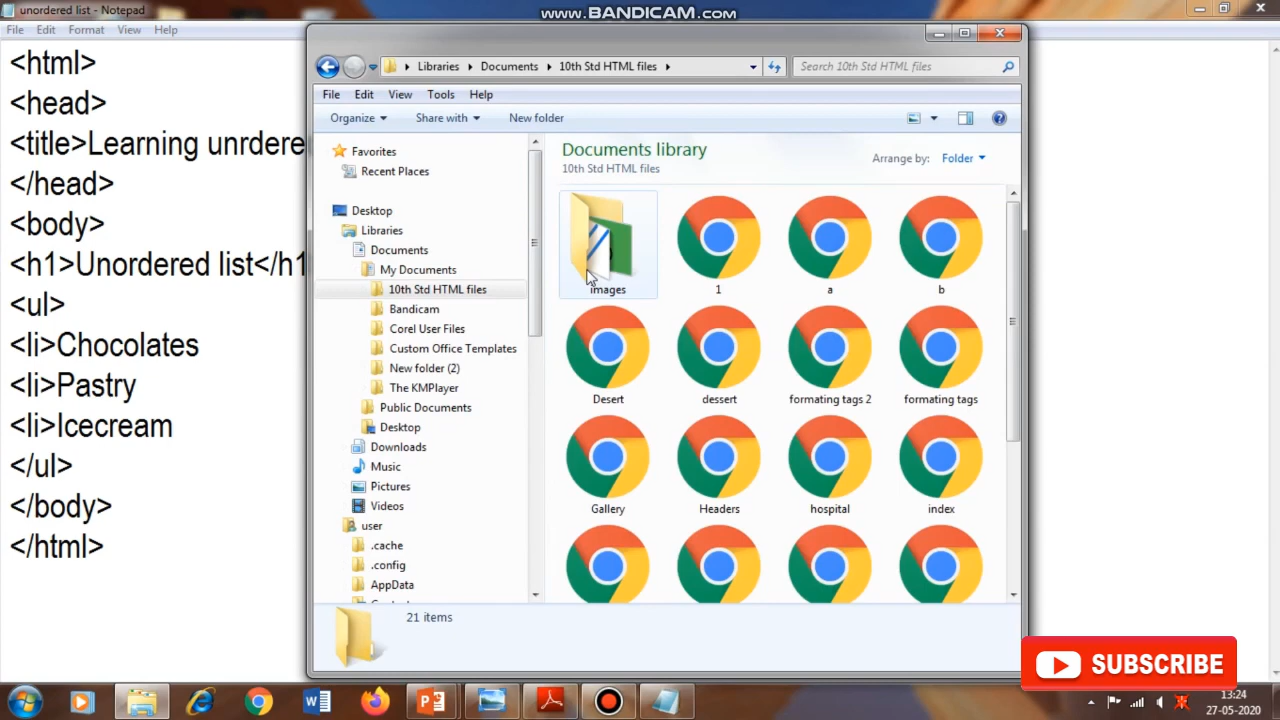 www.BANDICAM.com
unordered list - Notepad
File Edit Format View Help
<html>
<head>
<title>Learning unrdere
</head>
<body>
<h1>Unordered list</h1
<ul>
<li>Chocolates
<li>Pastry
<li>Icecream
</ul>
</body>
</html>
Libraries Documents 10th Std HTML files
Search 10th Std HTML files
File Edit View Tools Help
Organize Share with New folder
Favorites
Recent Places
Desktop
Libraries
Documents
My Documents
10th Std HTML files
Bandicam
Corel User Files
Custom Office Templates
New folder (2)
The KMPlayer
Public Documents
Desktop
Downloads
Music
Pictures
Videos
user
.cache
.config
AppData
Documents library
10th Std HTML files
Arrange by: Folder
images 1 a b
Desert dessert formating tags 2 formating tags
Gallery Headers hospital index
21 items
SUBSCRIBE
13:24
27-05-2020